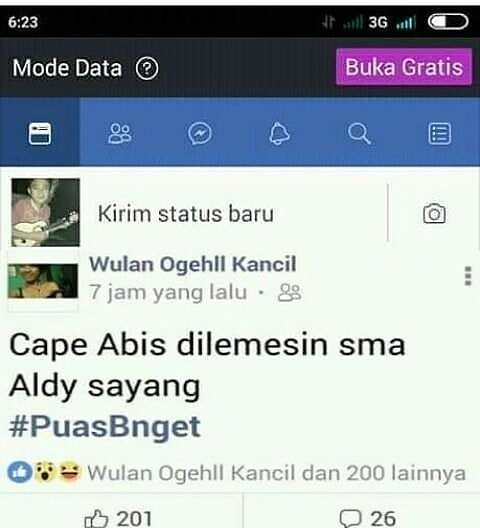 6:23 3G
Mode Data ? Buka Gratis
Kirim status baru
Wulan Ogehll Kancil
7 jam yang lalu ·
Cape Abis dilemesin sma
Aldy sayang
#PuasBnget
Wulan Ogehll Kancil dan 200 lainnya
201 26